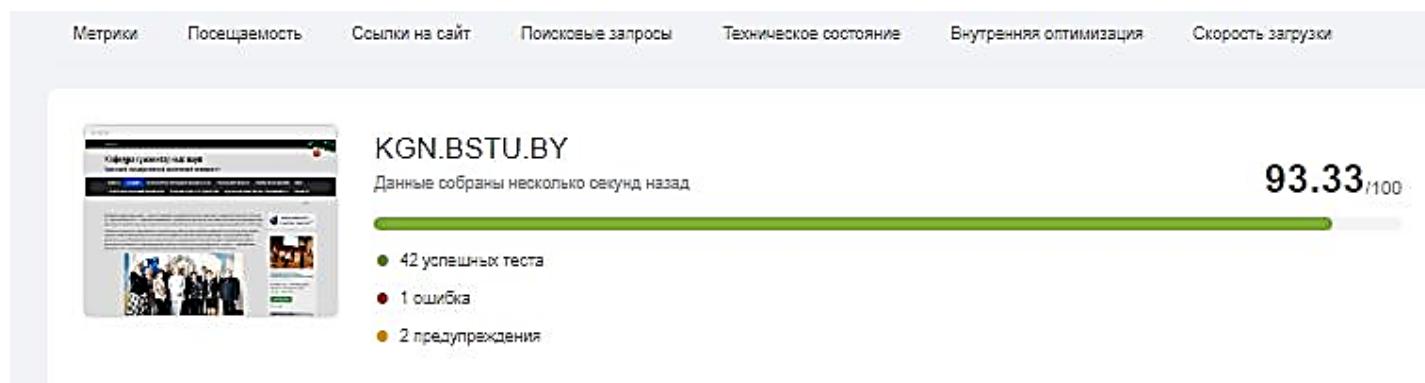 Метрики Посещаемость Ссылки на сайт Поисковые запросы Техническое состояние Внутренняя оптимизация Скорость загрузки
KGN.BSTU.BY
Данные собраны несколько секунд назад
93.33/100
42 успешных теста
1 ошибка
2 предупреждения